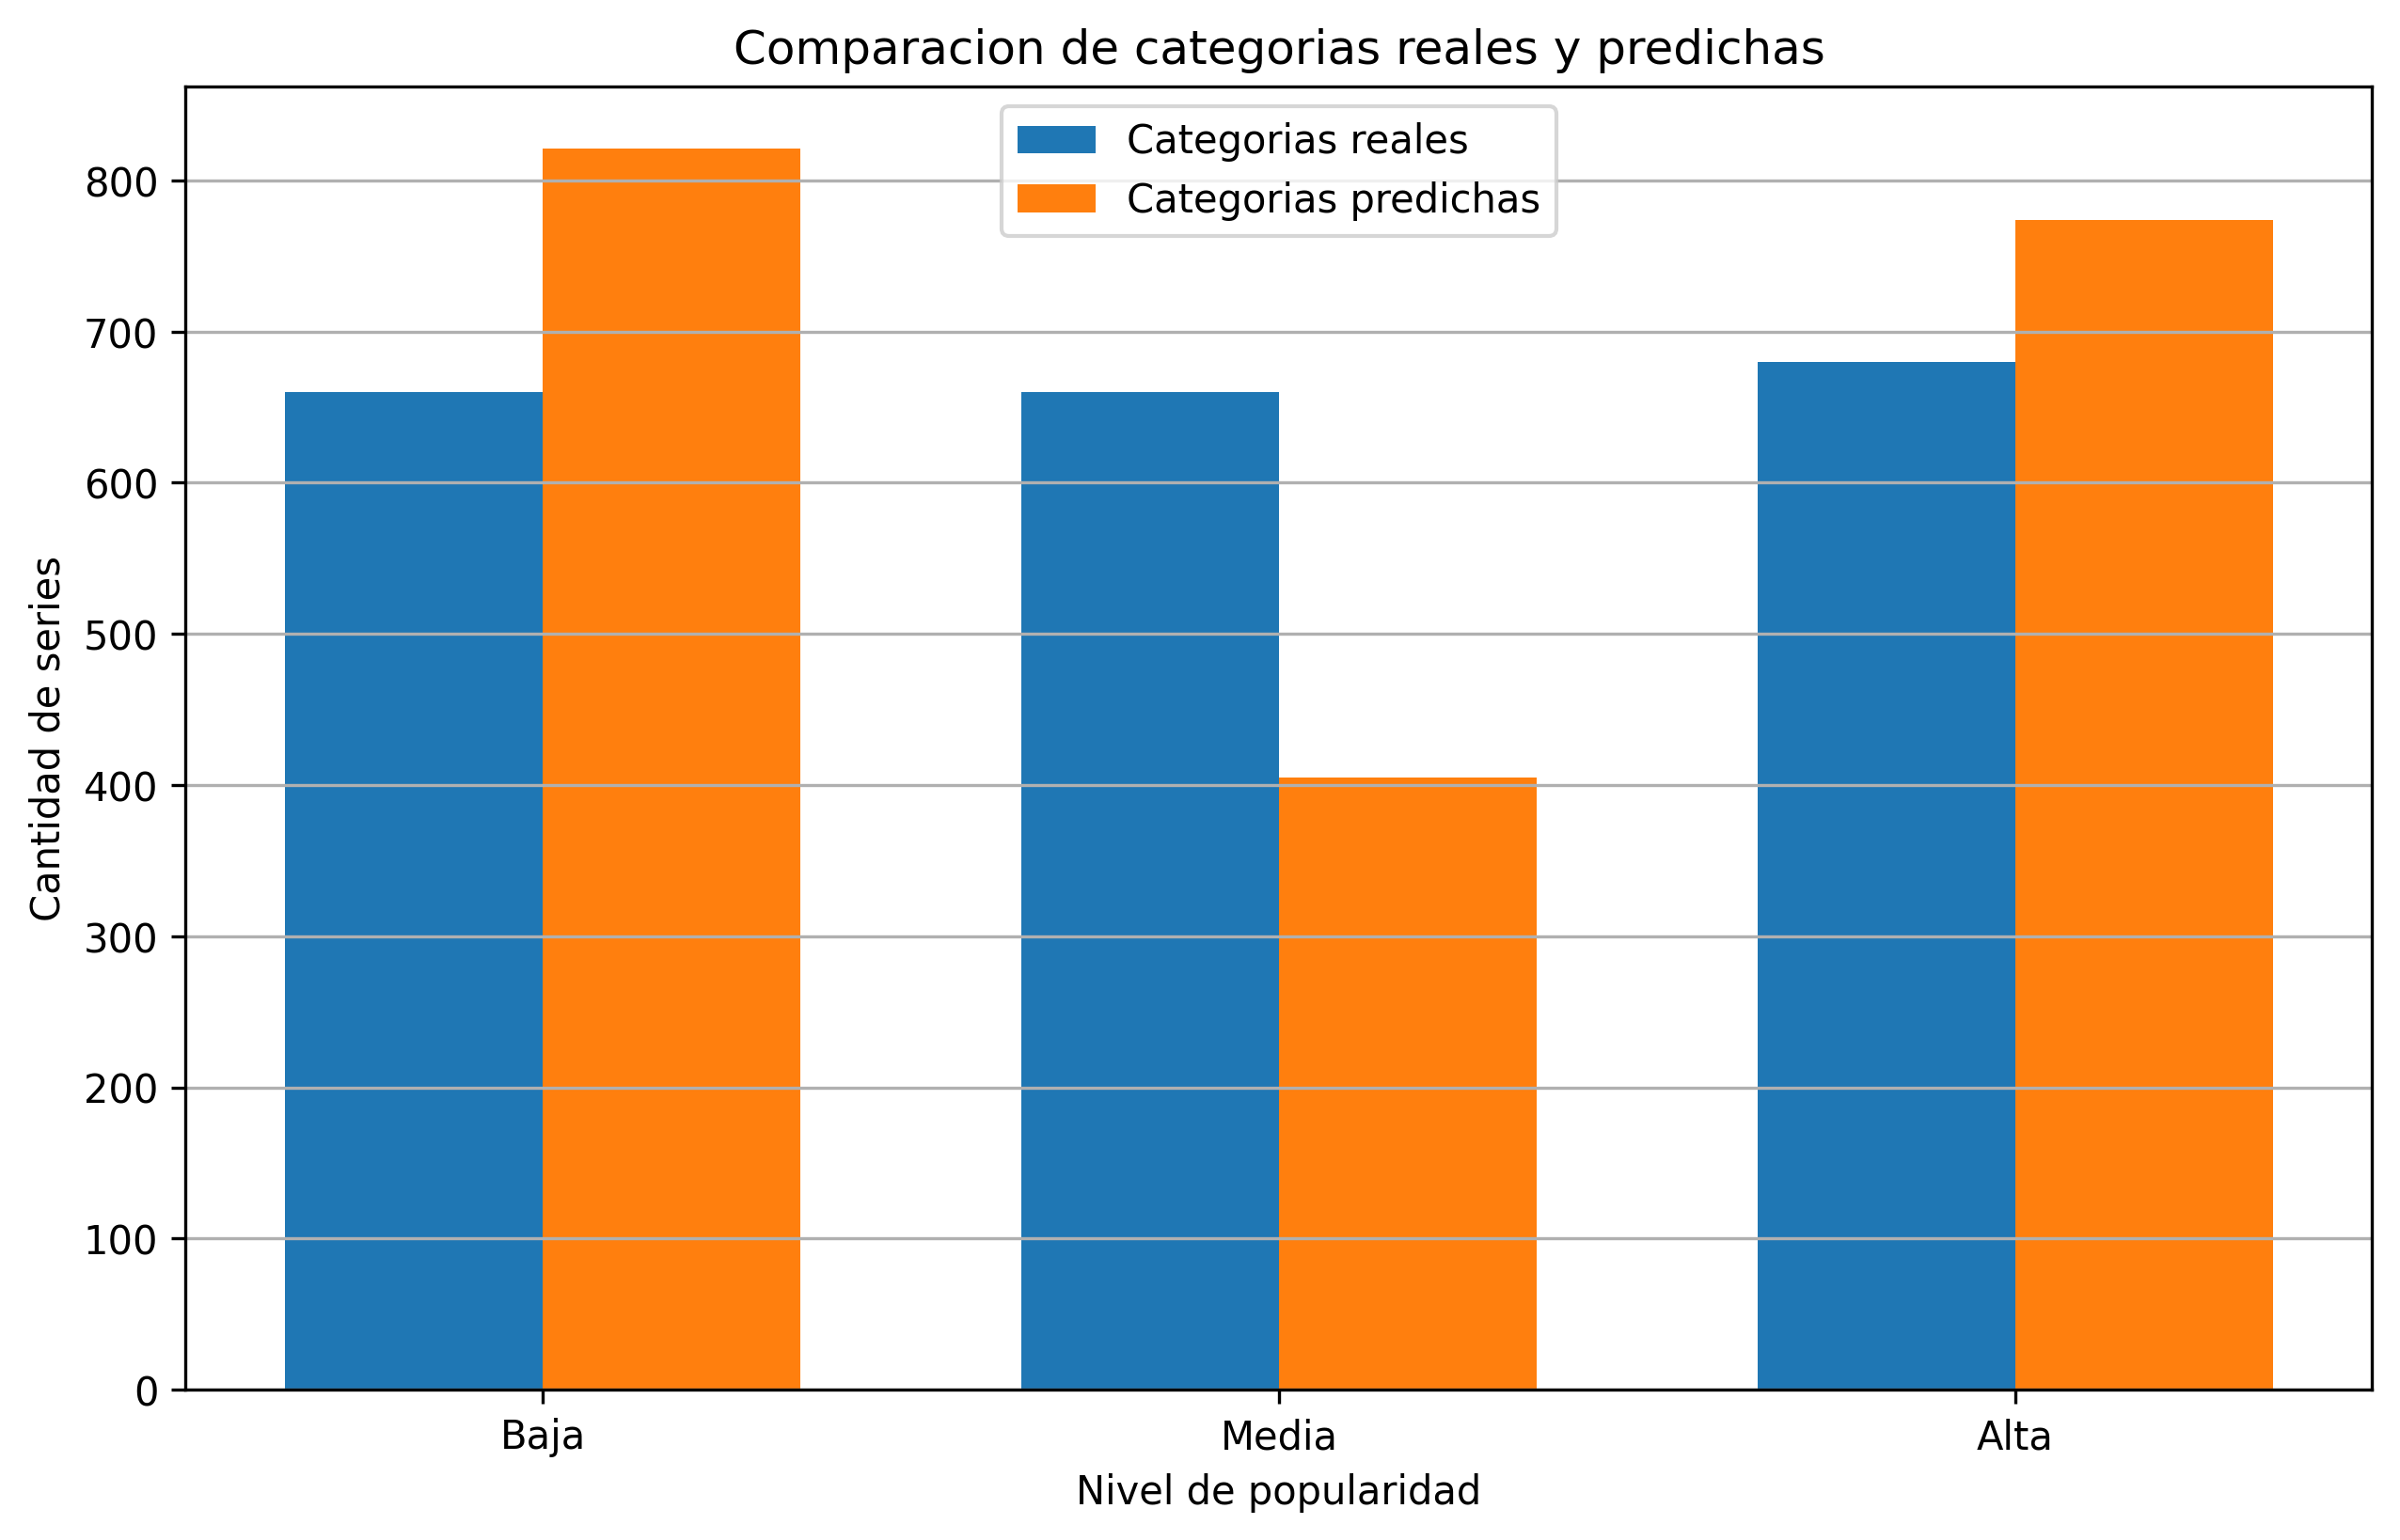 Comparacion de categorias reales y predichas
Categorias reales
Categorias predichas
Cantidad de series
800
700
600
500
400
300
200
100
0
Baja
Media
Alta
Nivel de popularidad